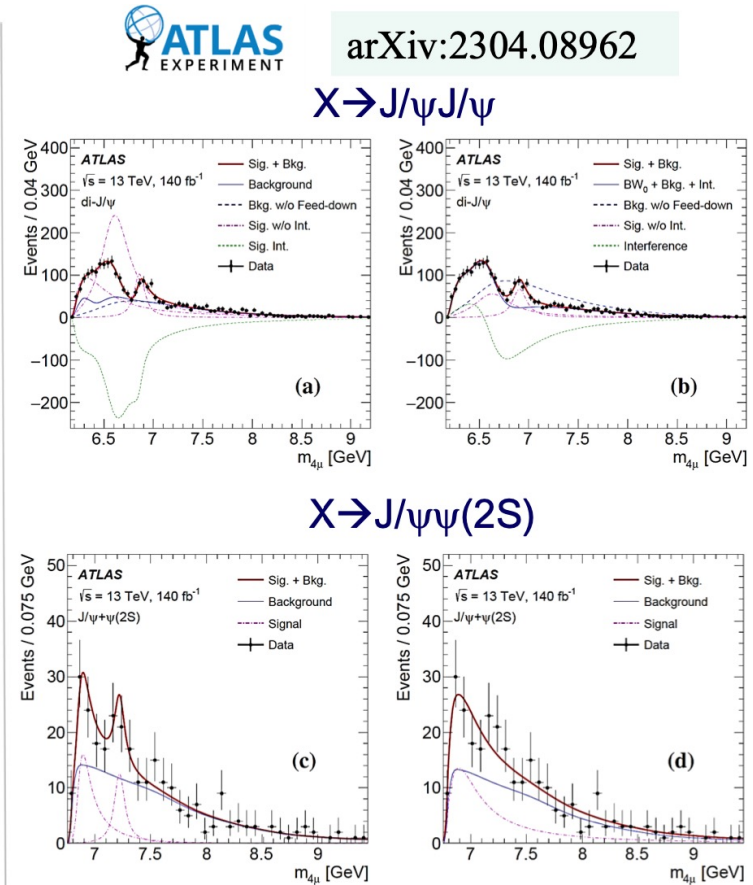 ATLAS
EXPERIMENT
arXiv:2304.08962
X→J/ψJ/ψ
Events / 0.04 GeV
400
300
200
100
0
−100
−200
ATLAS
√s = 13 TeV, 140 fb⁻¹
di-J/ψ
Sig. + Bkg.
Background
Bkg. w/o Feed-down
Sig. w/o Int.
Sig. Int.
Data
(a)
6.5 7 7.5 8 8.5 9
m4μ [GeV]
Events / 0.04 GeV
400
300
200
100
0
−100
−200
ATLAS
√s = 13 TeV, 140 fb⁻¹
di-J/ψ
Sig. + Bkg.
BW₀ + Bkg. + Int.
Bkg. w/o Feed-down
Sig. w/o Int.
Interference
Data
(b)
6.5 7 7.5 8 8.5 9
m4μ [GeV]
X→J/ψψ(2S)
Events / 0.075 GeV
50
40
30
20
10
0
ATLAS
√s = 13 TeV, 140 fb⁻¹
J/ψ+ψ(2S)
Sig. + Bkg.
Background
Signal
Data
(c)
7 7.5 8 8.5 9
m4μ [GeV]
Events / 0.075 GeV
50
40
30
20
10
0
ATLAS
√s = 13 TeV, 140 fb⁻¹
J/ψ+ψ(2S)
Sig. + Bkg.
Background
Signal
Data
(d)
7 7.5 8 8.5 9
m4μ [GeV]